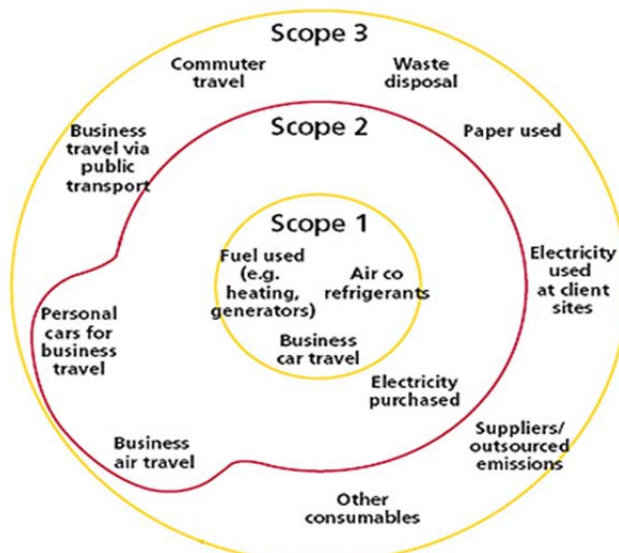 Scope 3
Commuter
travel
Waste
disposal
Business
travel via
public
transport
Scope 2
Paper used
Scope 1
Fuel used
(e.g.
heating,
generators)
Air co
refrigerants
Business
car travel
Electricity
used
at client
sites
Personal
cars for
business
travel
Electricity
purchased
Business
air travel
Suppliers/
outsourced
emissions
Other
consumables